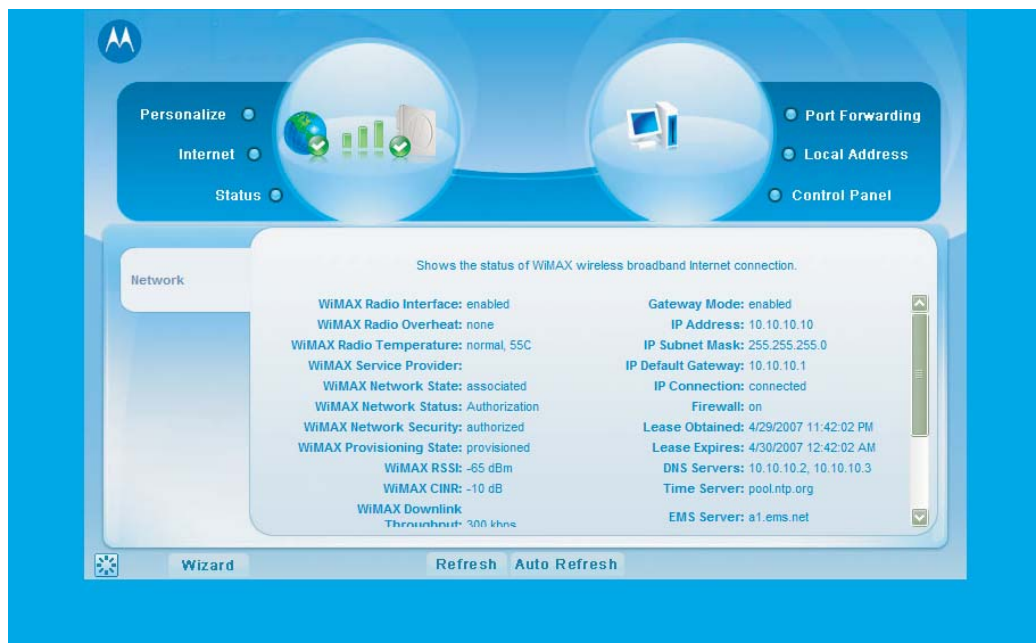 Personalize
Internet
Status
Port Forwarding
Local Address
Control Panel
Network
Shows the status of WiMAX wireless broadband Internet connection.
WiMAX Radio Interface: enabled
WiMAX Radio Overheat: none
WiMAX Radio Temperature: normal, 55C
WiMAX Service Provider:
WiMAX Network State: associated
WiMAX Network Status: Authorization
WiMAX Network Security: authorized
WiMAX Provisioning State: provisioned
WiMAX RSSI: -65 dBm
WiMAX CINR: -10 dB
WiMAX Downlink
Throughput: 300 kbps
Gateway Mode: enabled
IP Address: 10.10.10.10
IP Subnet Mask: 255.255.255.0
IP Default Gateway: 10.10.10.1
IP Connection: connected
Firewall: on
Lease Obtained: 4/29/2007 11:42:02 PM
Lease Expires: 4/30/2007 12:42:02 AM
DNS Servers: 10.10.10.2, 10.10.10.3
Time Server: pool.ntp.org
EMS Server: a1.ems.net
Wizard
Refresh
Auto Refresh